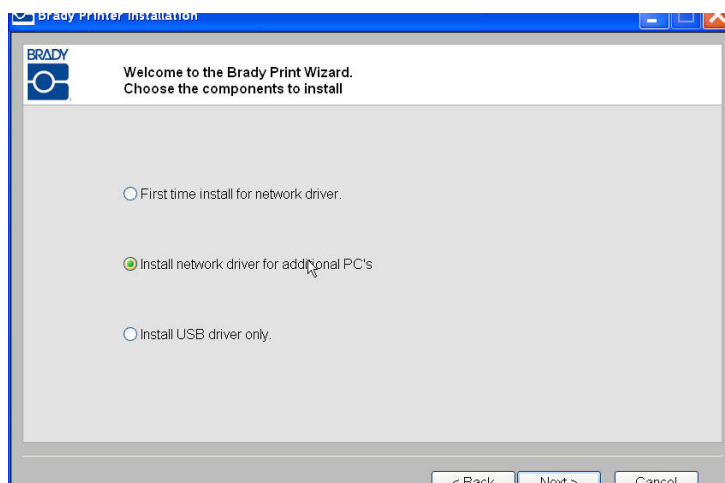 Brady Printer Installation
BRADY
Welcome to the Brady Print Wizard.
Choose the components to install
First time install for network driver.
Install network driver for additional PC's
Install USB driver only.
< Back
Next >
Cancel